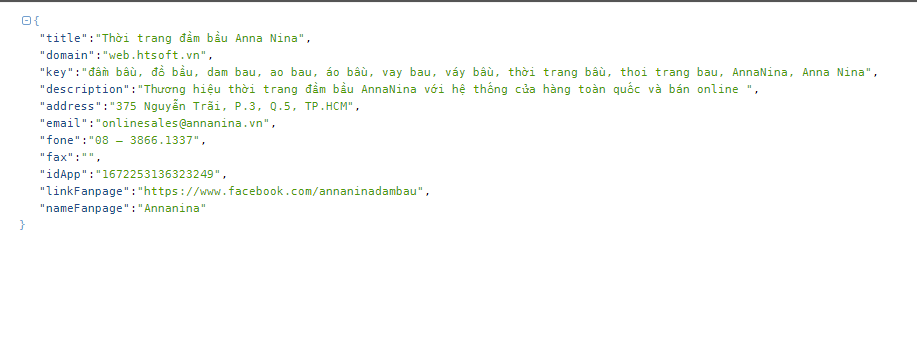 {
"title":"Thời trang đầm bầu Anna Nina",
"domain":"web.htsoft.vn",
"key":"đầm bầu, đồ bầu, dam bau, ao bau, áo bầu, vay bau, váy bầu, thời trang bầu, thoi trang bau, AnnaNina, Anna Nina",
"description":"Thương hiệu thời trang đầm bầu AnnaNina với hệ thống cửa hàng toàn quốc và bán online ",
"address":"375 Nguyễn Trãi, P.3, Q.5, TP.HCM",
"email":"onlinesales@annanina.vn",
"fone":"08 – 3866.1337",
"fax":"",
"idApp":"1672253136323249",
"linkFanpage":"https://www.facebook.com/annaninadambau",
"nameFanpage":"Annanina"
}